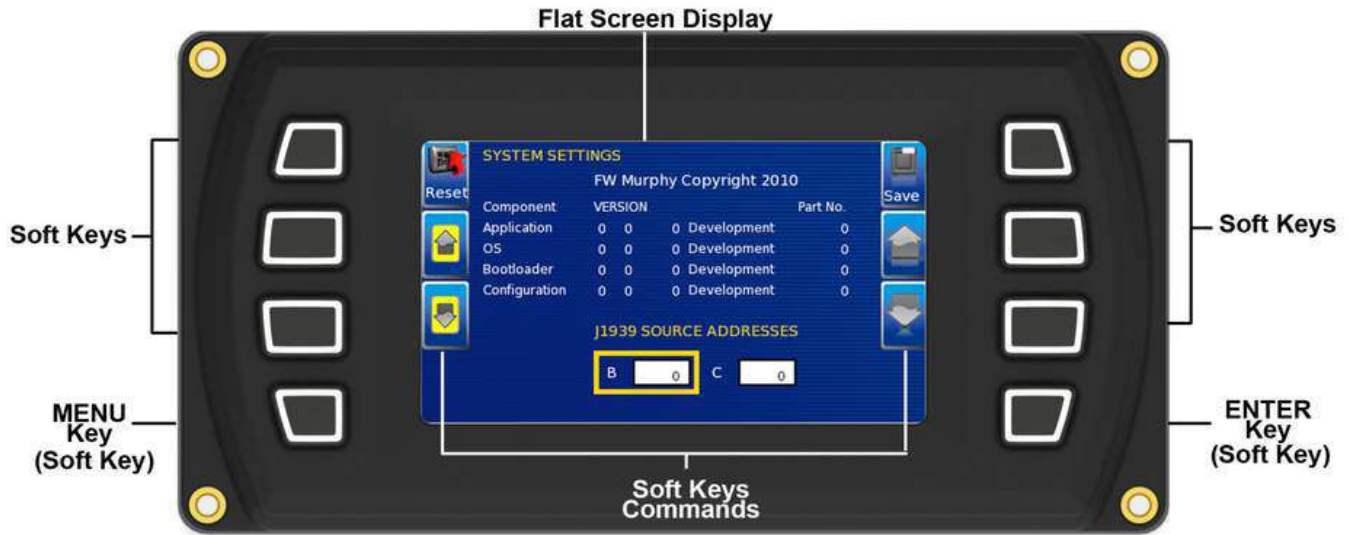 Flat Screen Display
Reset
SYSTEM SETTINGS
FW Murphy Copyright 2010
Save
Component VERSION Part No.
Application 0 0 0 Development 0
OS 0 0 0 Development 0
Bootloader 0 0 0 Development 0
Configuration 0 0 0 Development 0
J1939 SOURCE ADDRESSES
B 0 C 0
Soft Keys
Soft Keys
MENU
Key
(Soft Key)
ENTER
Key
(Soft Key)
Soft Keys
Commands